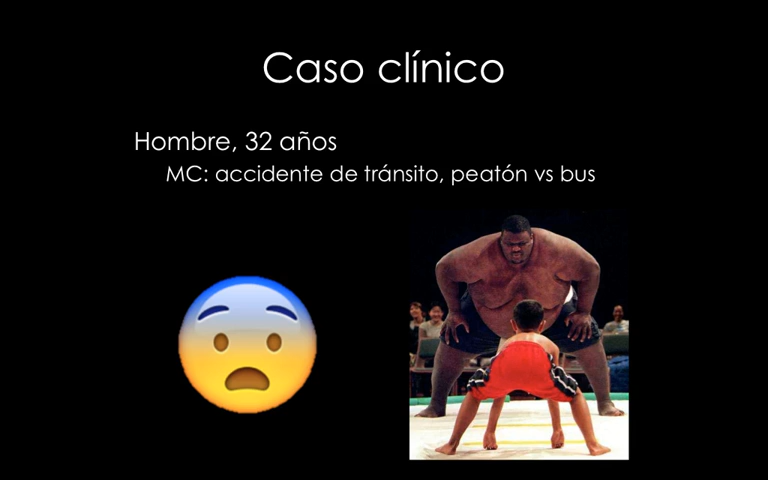 Caso clínico
Hombre, 32 años
MC: accidente de tránsito, peatón vs bus